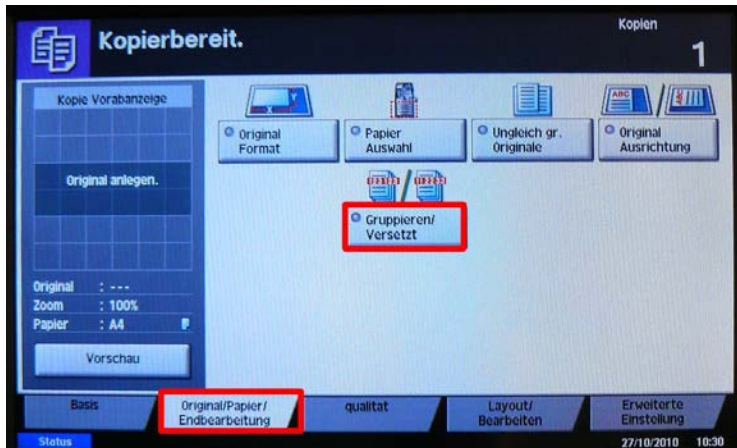 Kopierbereit.
Kopien
1
Kopie Vorabanzeige
Original anlegen.
Original : ---
Zoom : 100%
Papier : A4
Vorschau
Original
Format
Papier
Auswahl
Ungleich gr.
Originale
ABC
Original
Ausrichtung
Gruppieren/
Versetzt
Basis
Original/Papier/
Endbearbeitung
qualitat
Layout/
Bearbeiten
Erweiterte
Einstellung
Status
27/10/2010 10:30